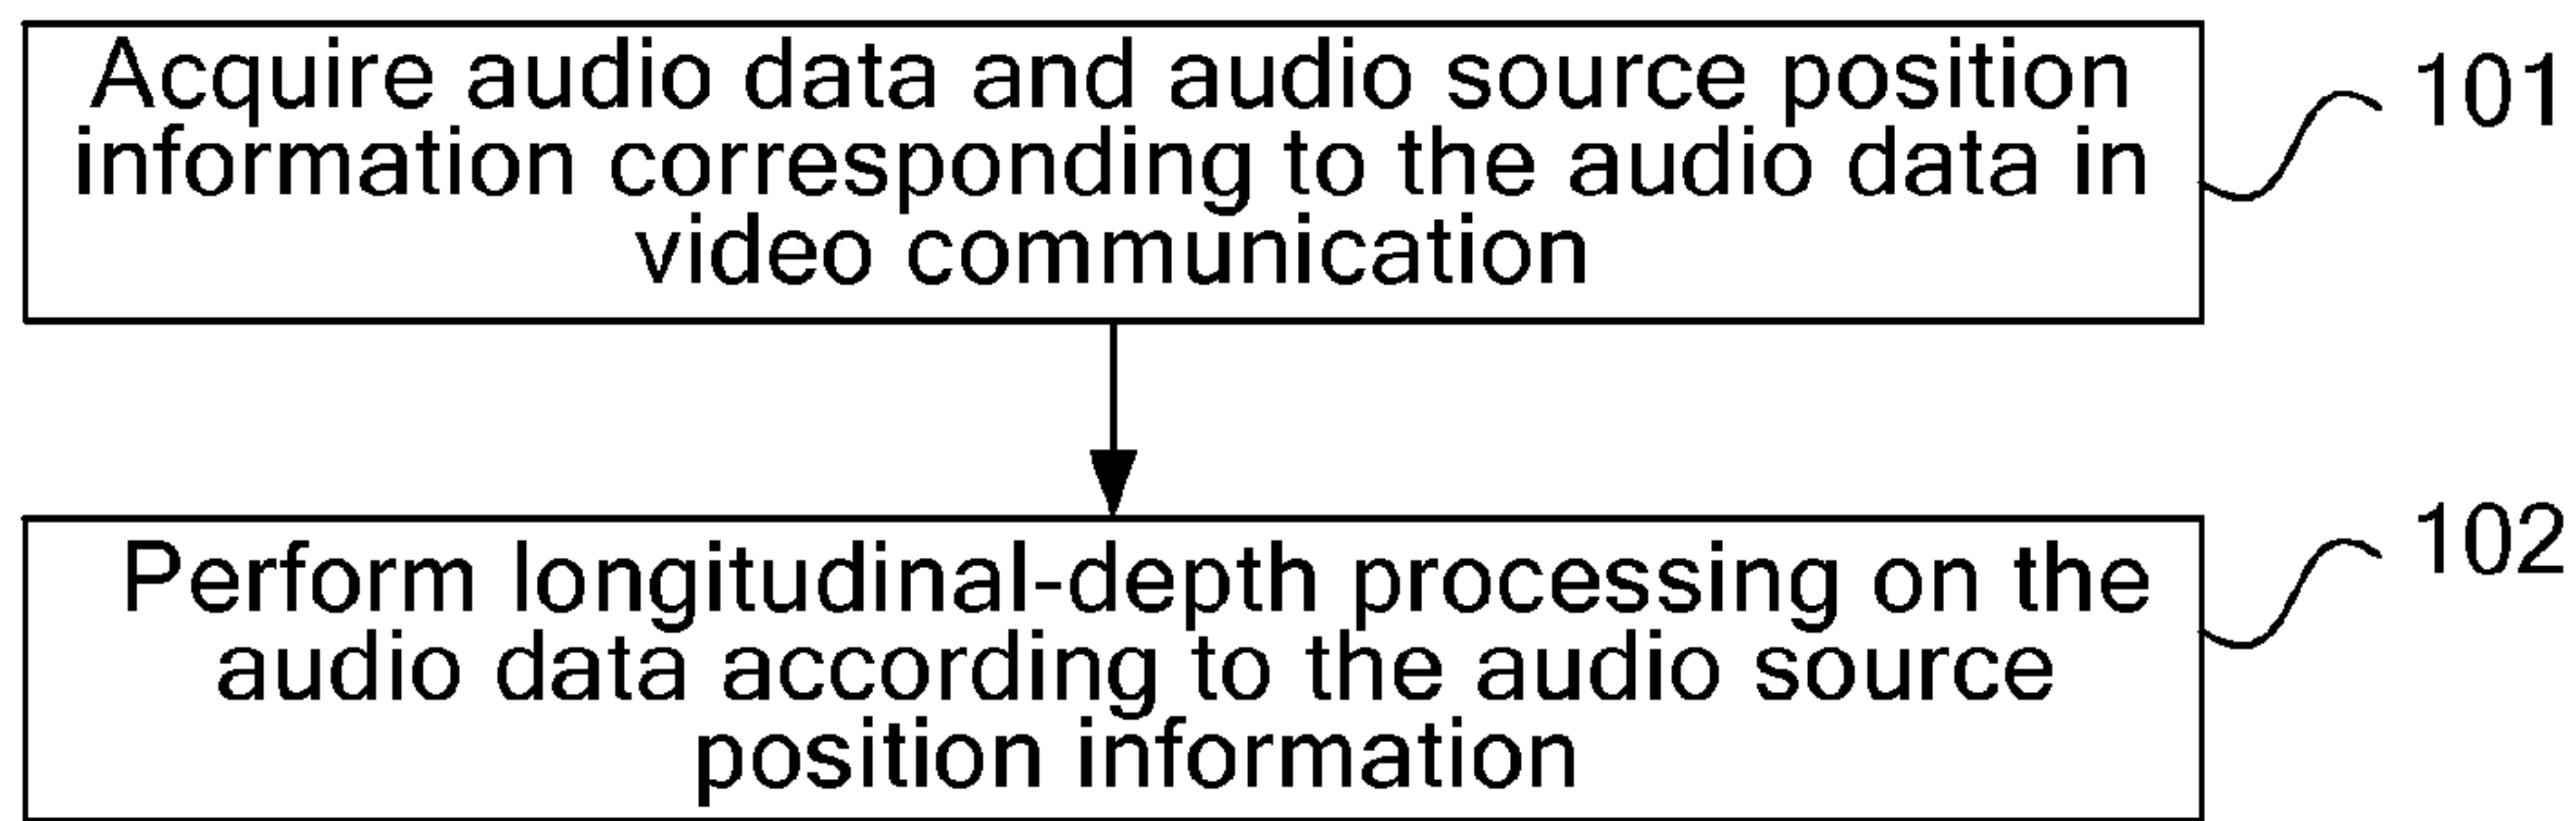 Acquire audio data and audio source position
information corresponding to the audio data in
video communication
101
Perform longitudinal-depth processing on the
audio data according to the audio source
position information
102